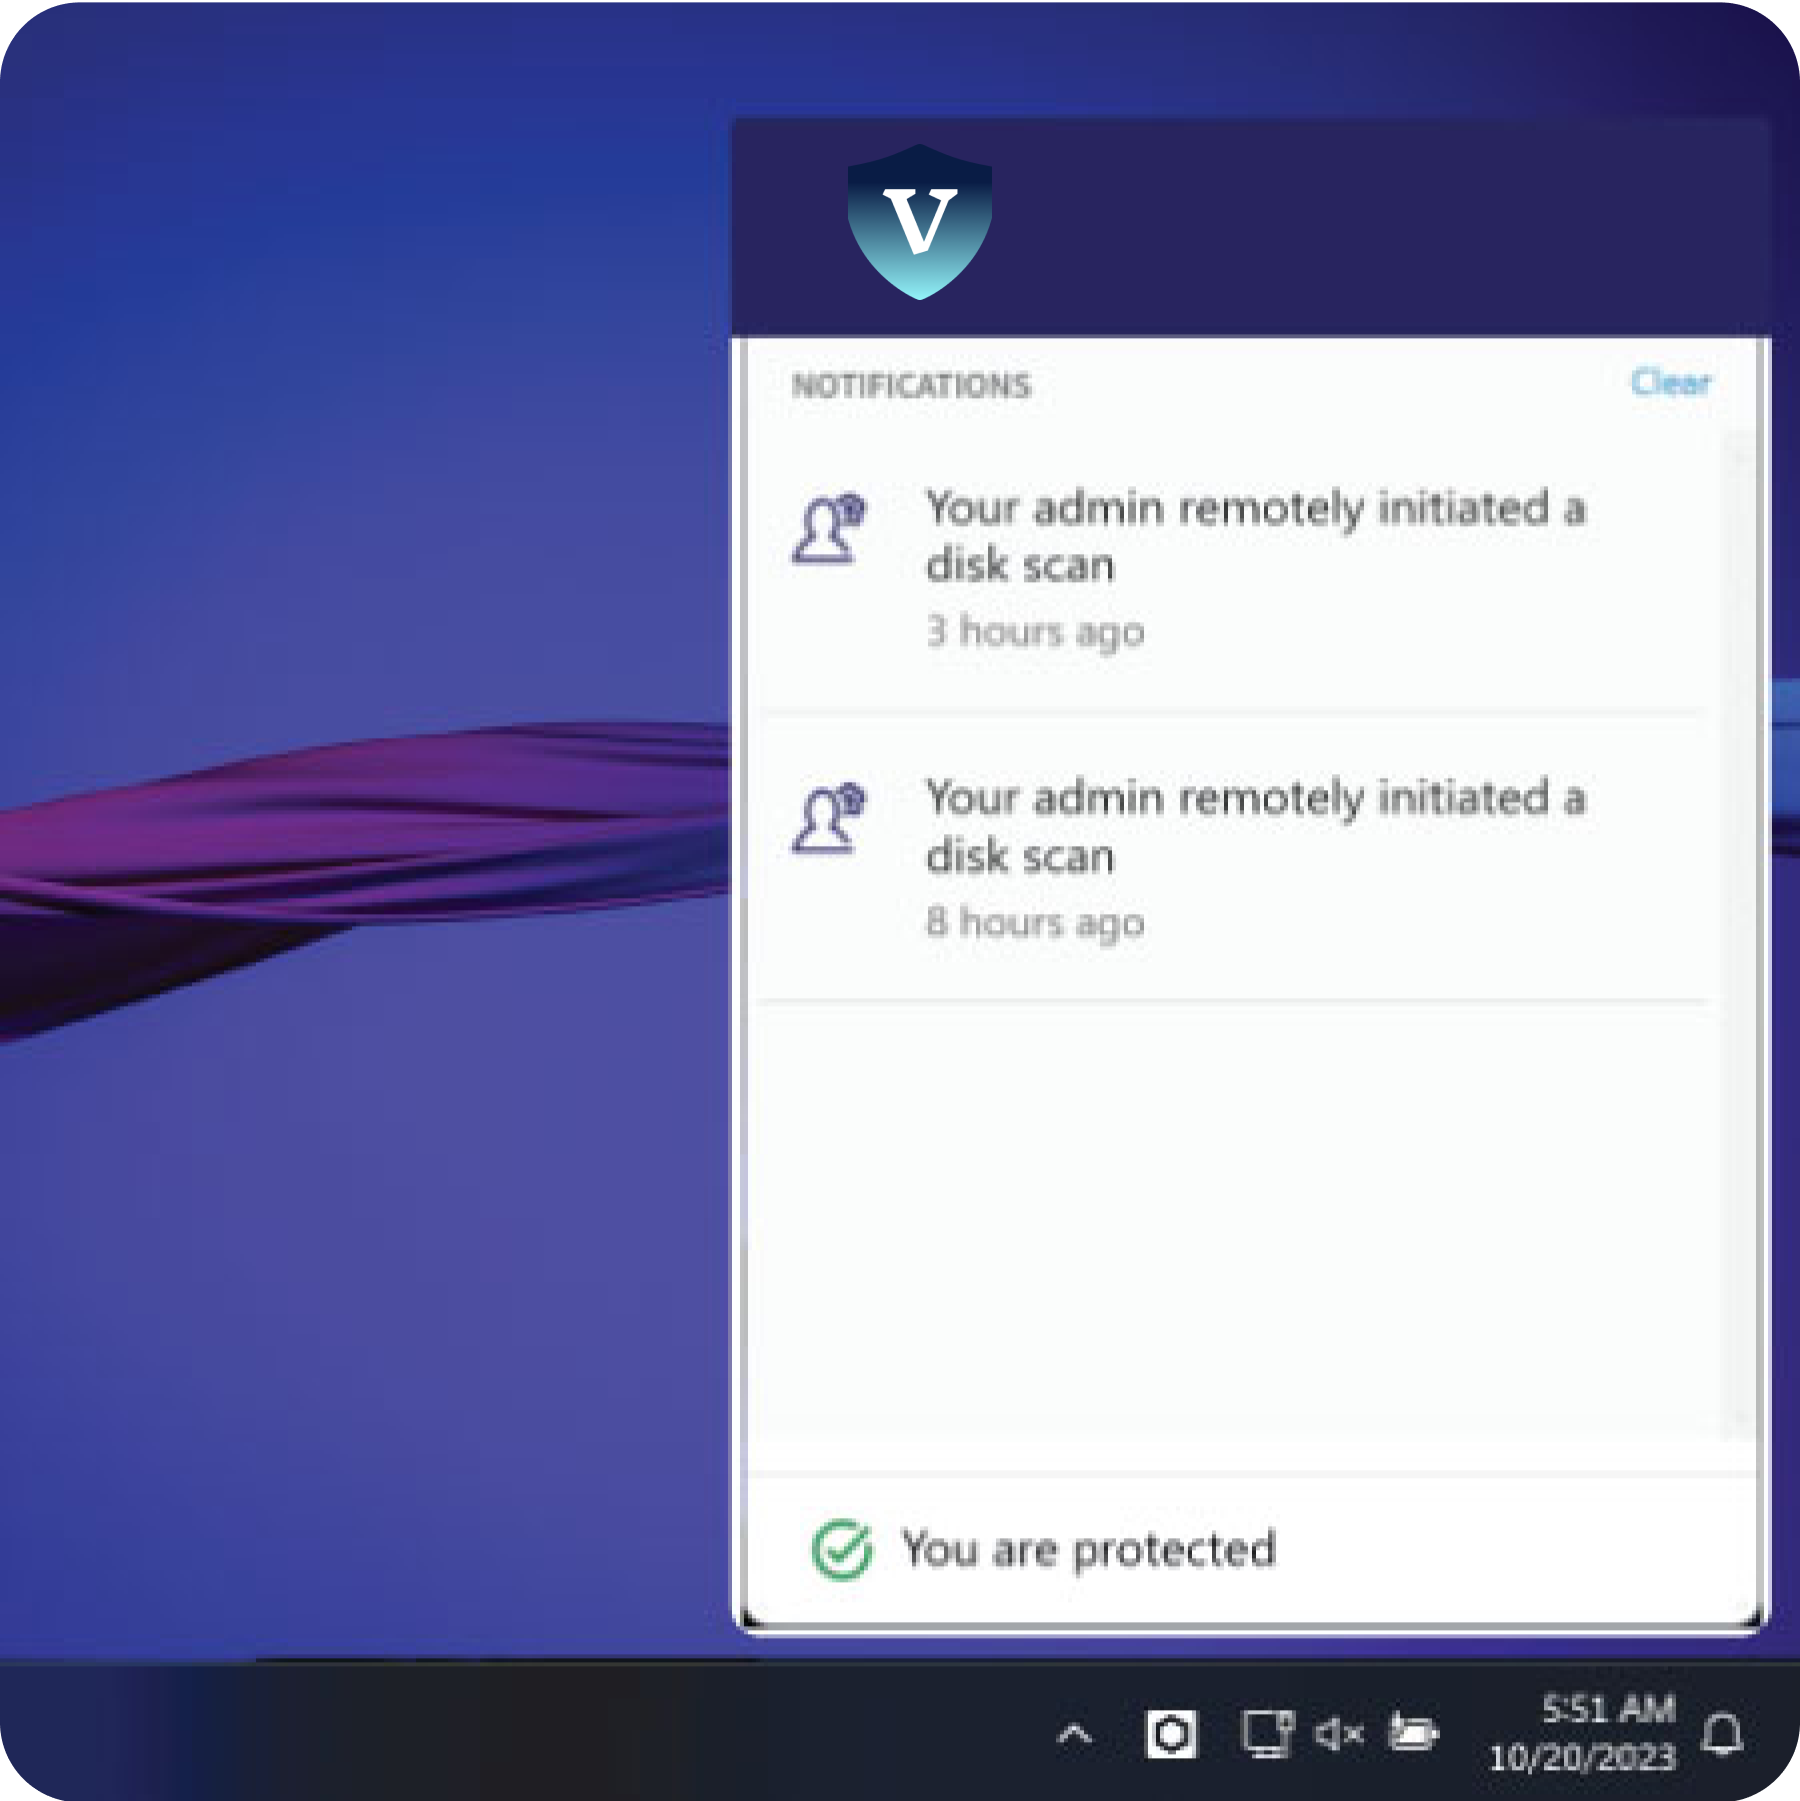 V
NOTIFICATIONS
Clear
Your admin remotely initiated a
disk scan
3 hours ago
Your admin remotely initiated a
disk scan
8 hours ago
You are protected
5:51 AM
10/20/2023